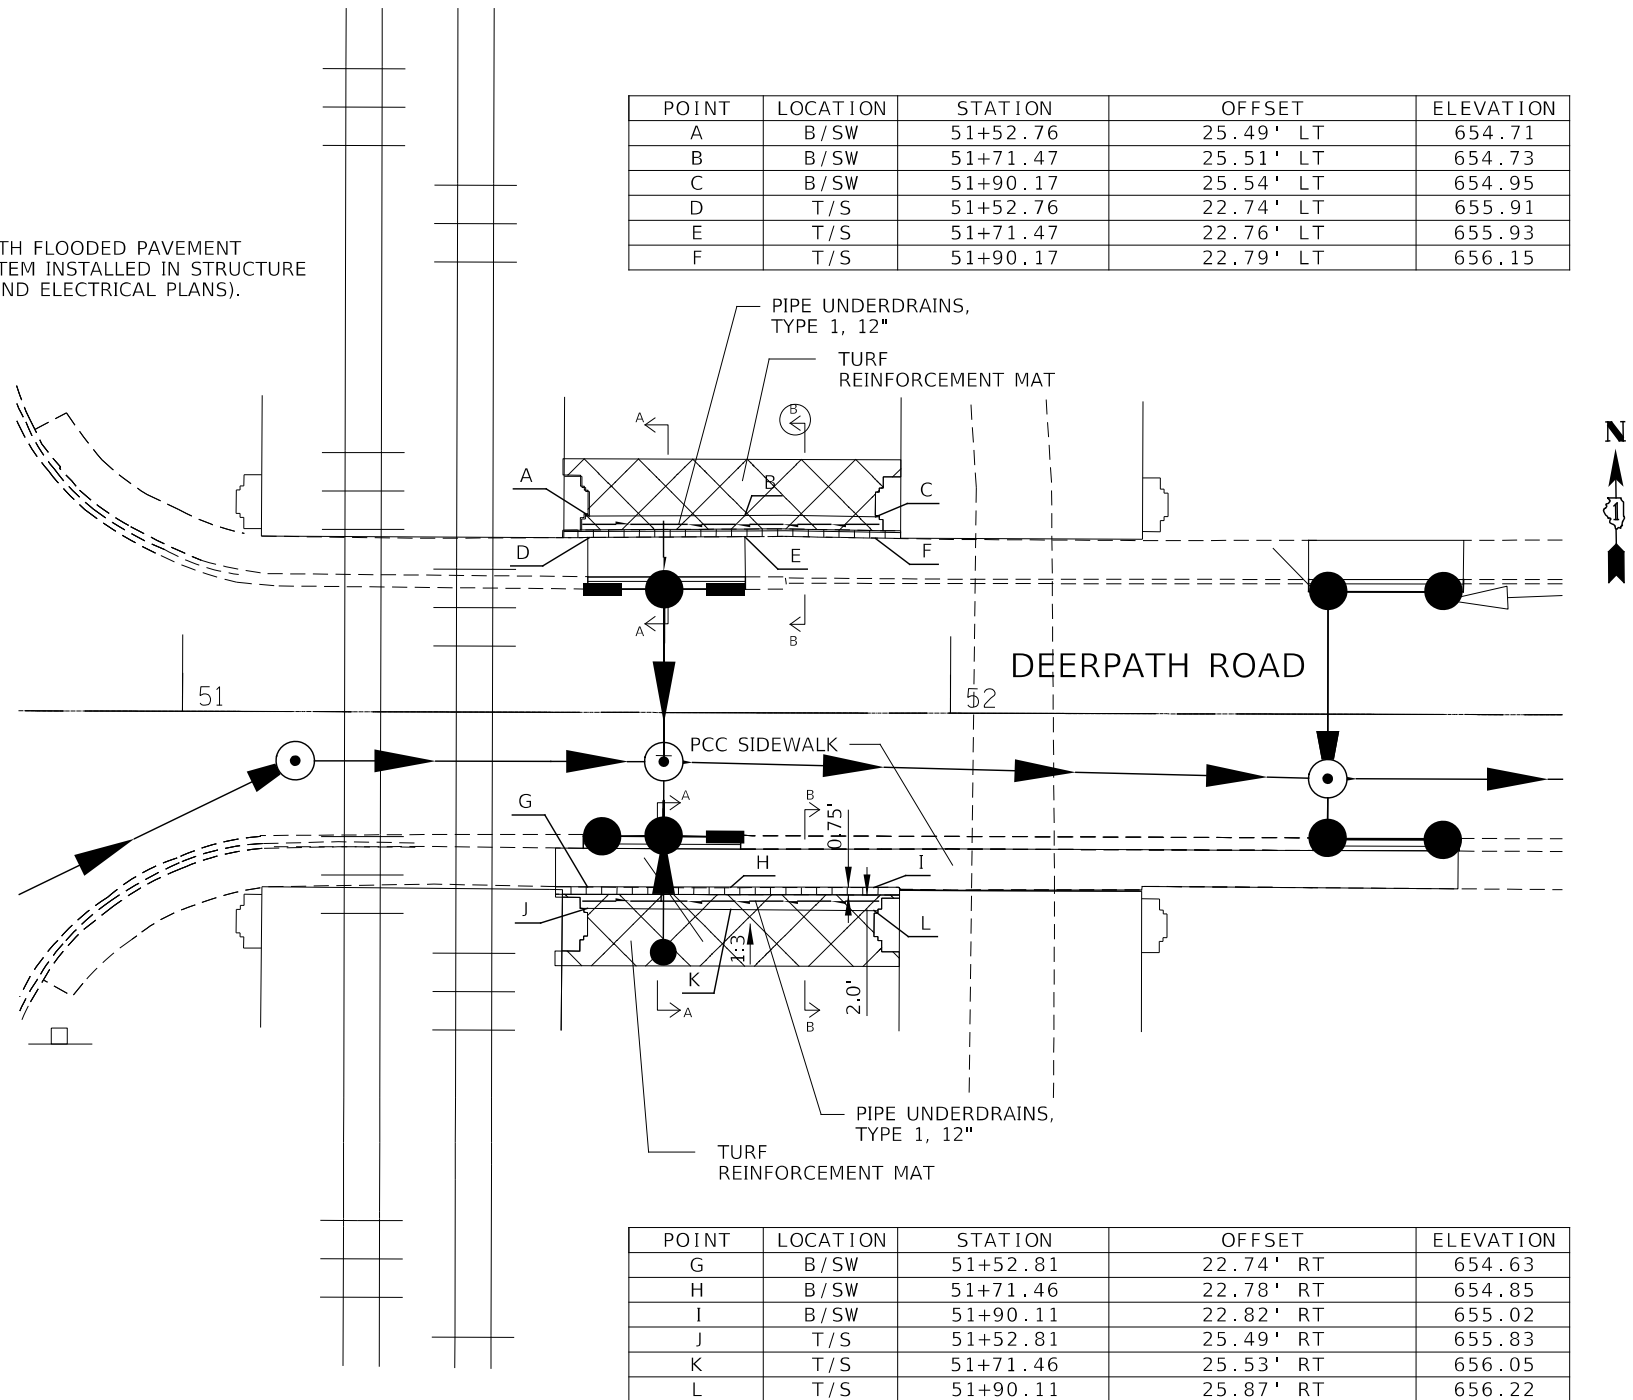 POINT LOCATION STATION OFFSET ELEVATION
A B/SW 51+52.76 25.49' LT 654.71
B B/SW 51+71.47 25.51' LT 654.73
C B/SW 51+90.17 25.54' LT 654.95
D T/S 51+52.76 22.74' LT 655.91
E T/S 51+71.47 22.76' LT 655.93
F T/S 51+90.17 22.79' LT 656.15
TH FLOODED PAVEMENT
TEM INSTALLED IN STRUCTURE
ND ELECTRICAL PLANS).
PIPE UNDERDRAINS,
TYPE 1, 12"
TURF
REINFORCEMENT MAT
A
B
N
1
A
B
C
D
E
F
A
B
DEERPATH ROAD
51
52
PCC SIDEWALK
A
B
G
0.75'
H
I
J
L
1:3
K
2.0'
A
B
PIPE UNDERDRAINS,
TYPE 1, 12"
TURF
REINFORCEMENT MAT
POINT LOCATION STATION OFFSET ELEVATION
G B/SW 51+52.81 22.74' RT 654.63
H B/SW 51+71.46 22.78' RT 654.85
I B/SW 51+90.11 22.82' RT 655.02
J T/S 51+52.81 25.49' RT 655.83
K T/S 51+71.46 25.53' RT 656.05
L T/S 51+90.11 25.87' RT 656.22